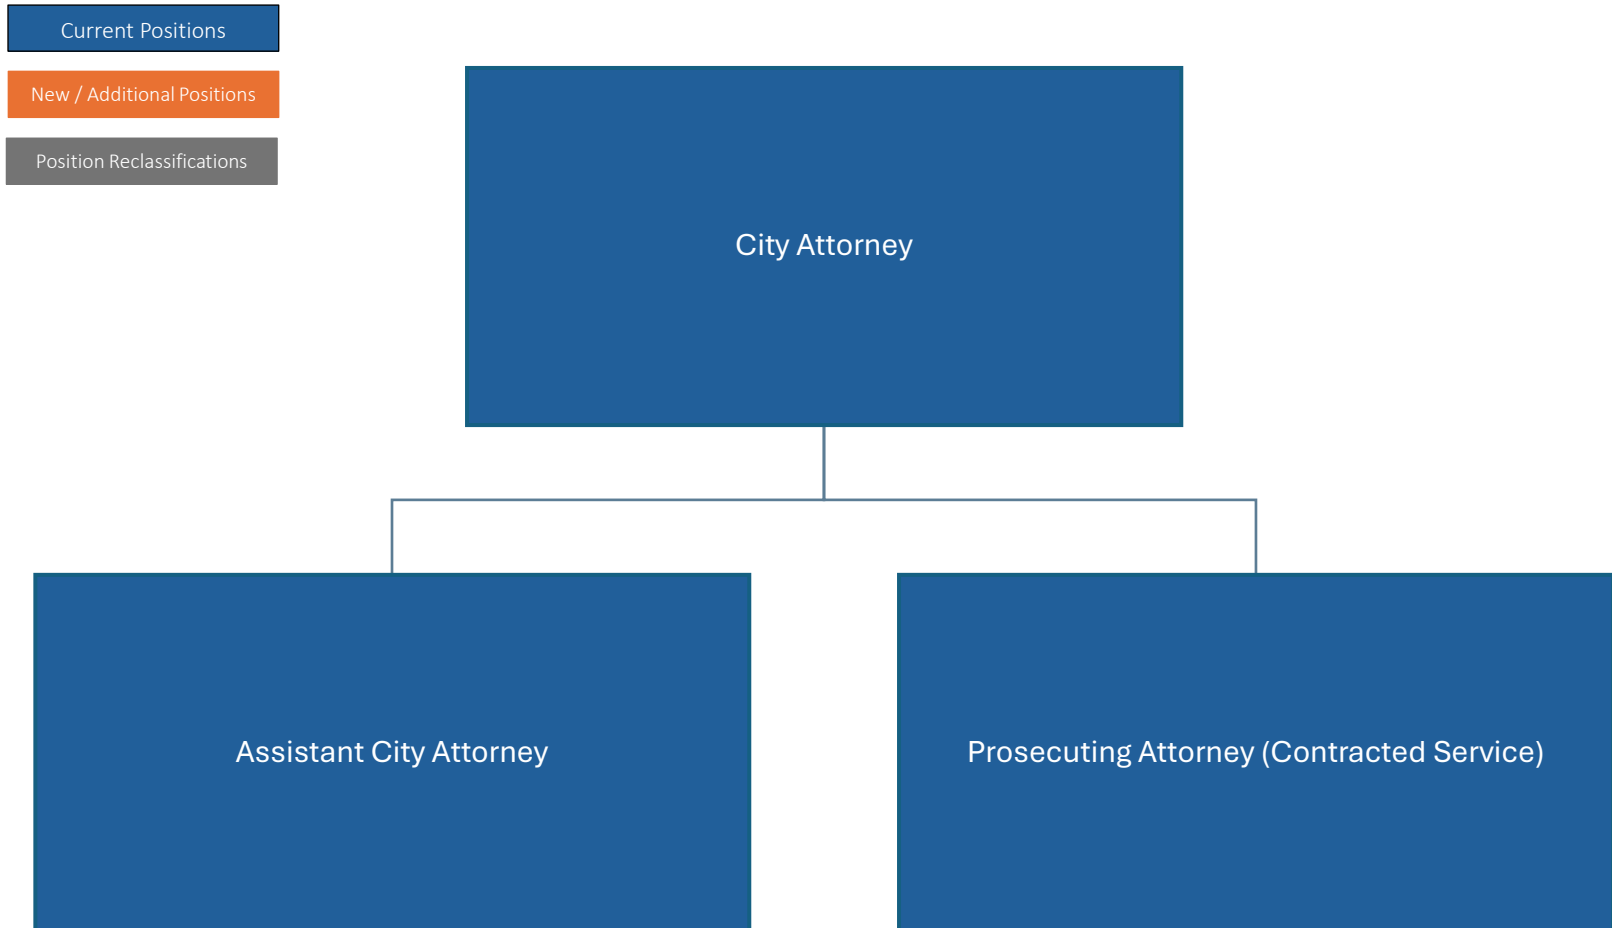 Current Positions
New / Additional Positions
Position Reclassifications
City Attorney
Assistant City Attorney
Prosecuting Attorney (Contracted Service)